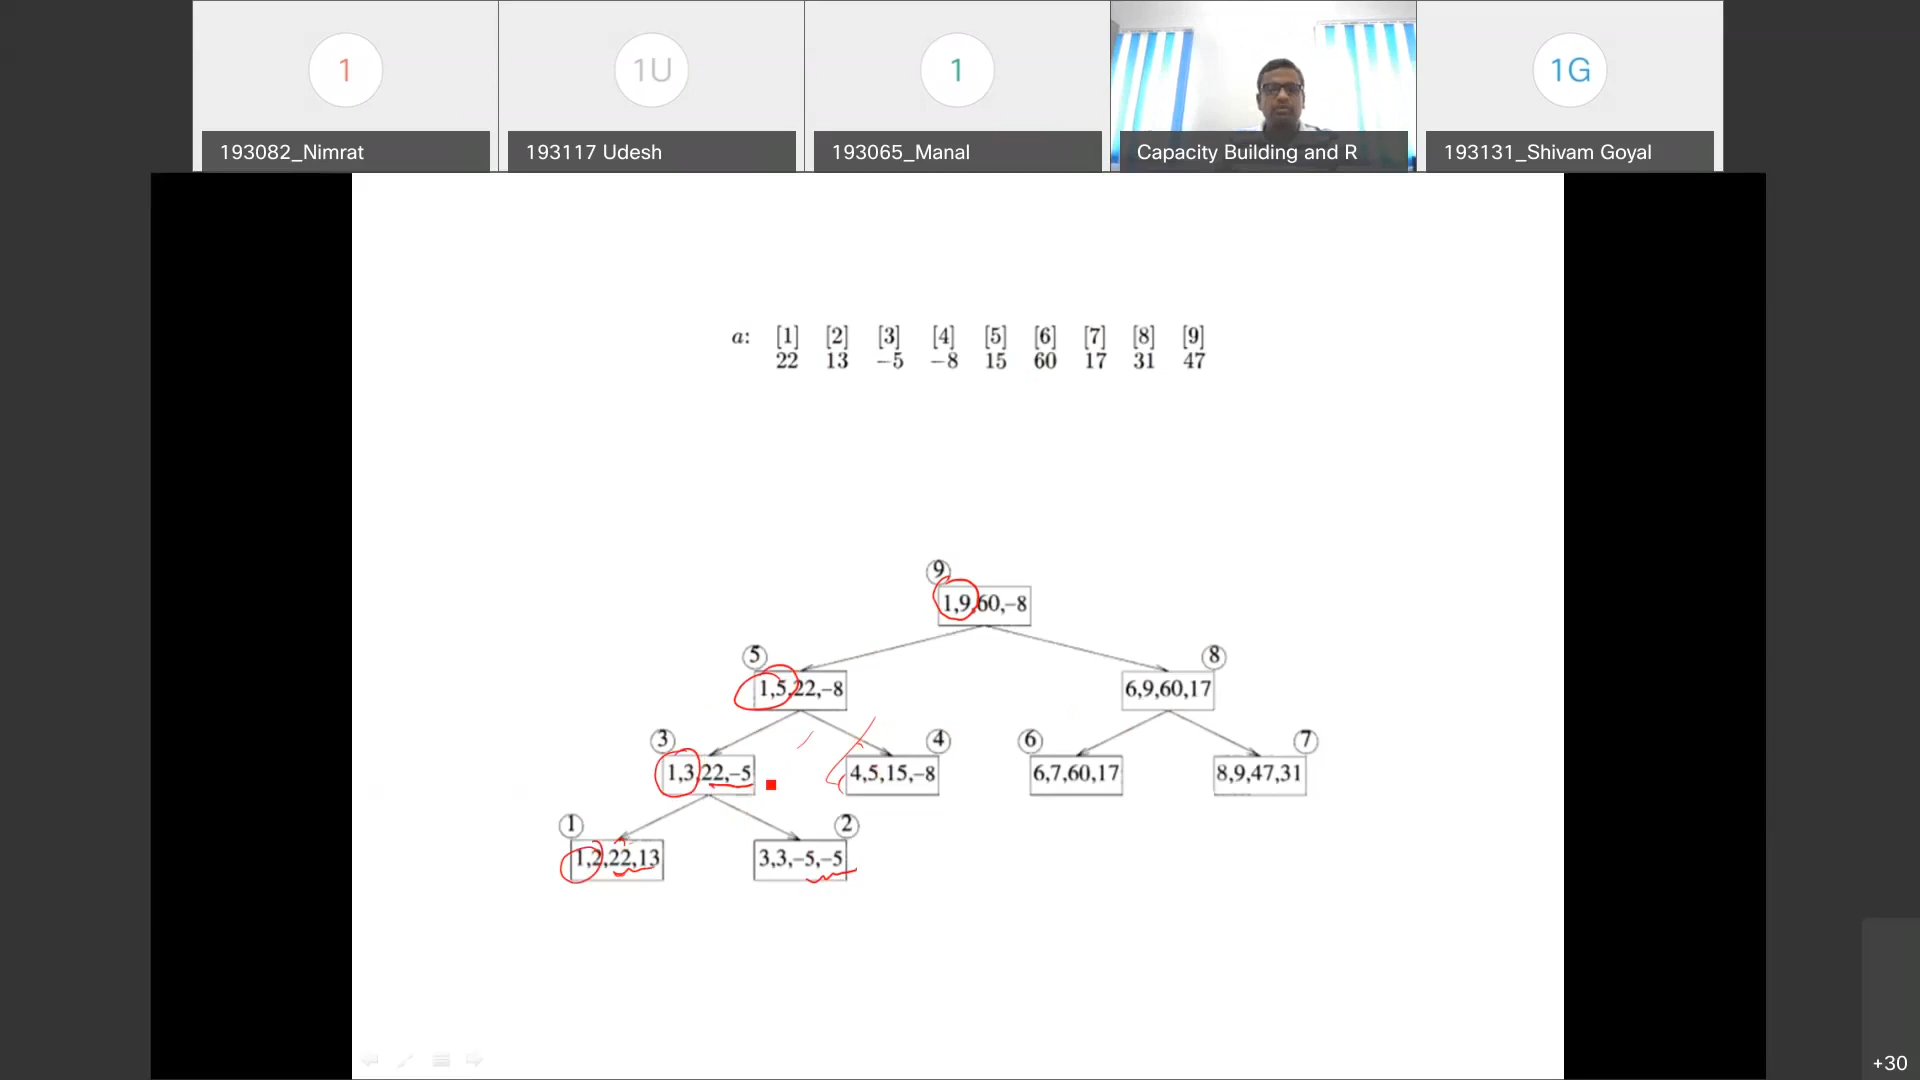 1 1U 1 1G
193082_Nimrat 193117 Udesh 193065_Manal Capacity Building and R 193131_Shivam Goyal
a: [1] [2] [3] [4] [5] [6] [7] [8] [9]
22 13 −5 −8 15 60 17 31 47
9
1,9,60,−8
5 8
1,5,22,−8 6,9,60,17
3 4 6 7
1,3,22,−5 4,5,15,−8 6,7,60,17 8,9,47,31
1 2
1,2,22,13 3,3,−5,−5
+30